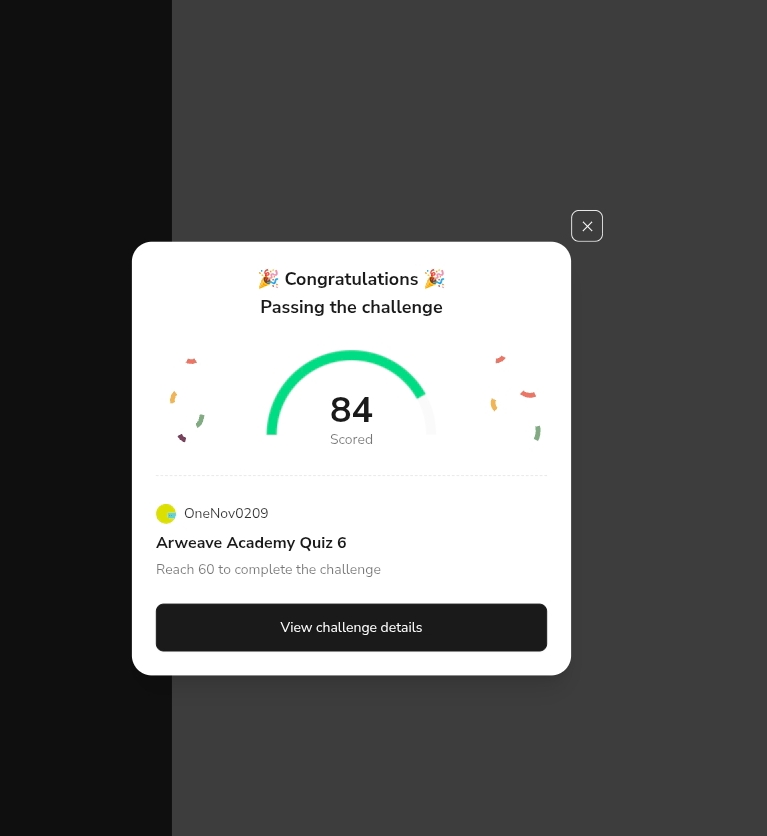 🎉 Congratulations 🎉
Passing the challenge
84
Scored
OneNov0209
Arweave Academy Quiz 6
Reach 60 to complete the challenge
View challenge details